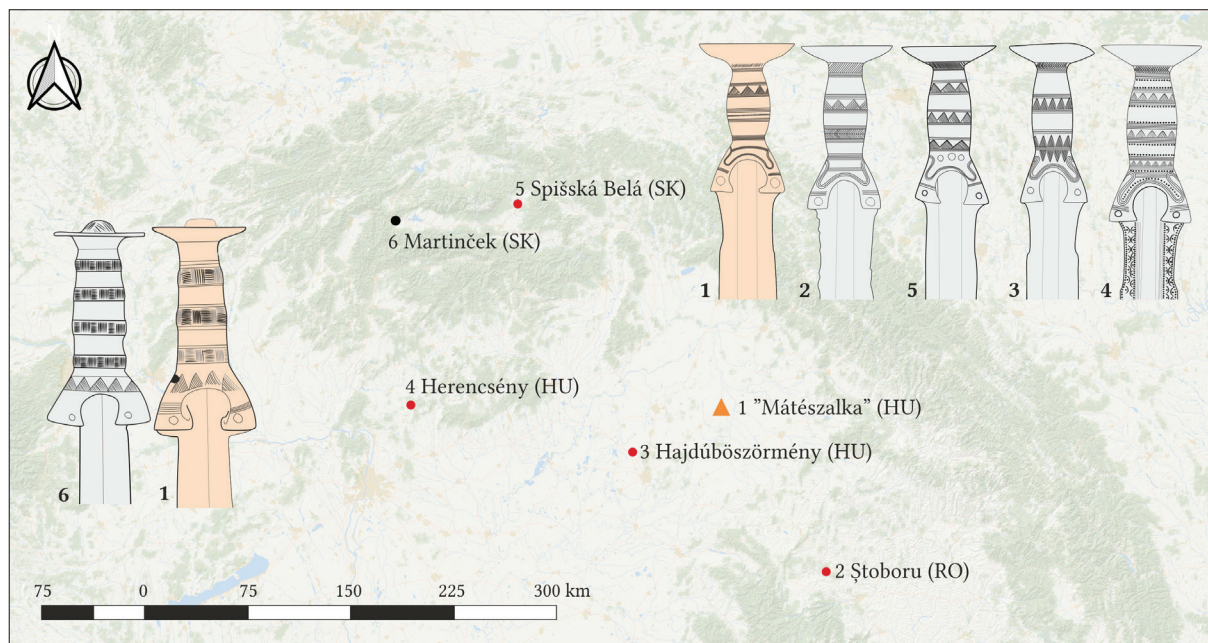 1
2
5
3
4
5 Spišská Belá (SK)
6 Martinček (SK)
6
1
4 Herencsény (HU)
1 ”Mátészalka” (HU)
3 Hajdúböszörmény (HU)
2 Ștoboru (RO)
75 0 75 150 225 300 km